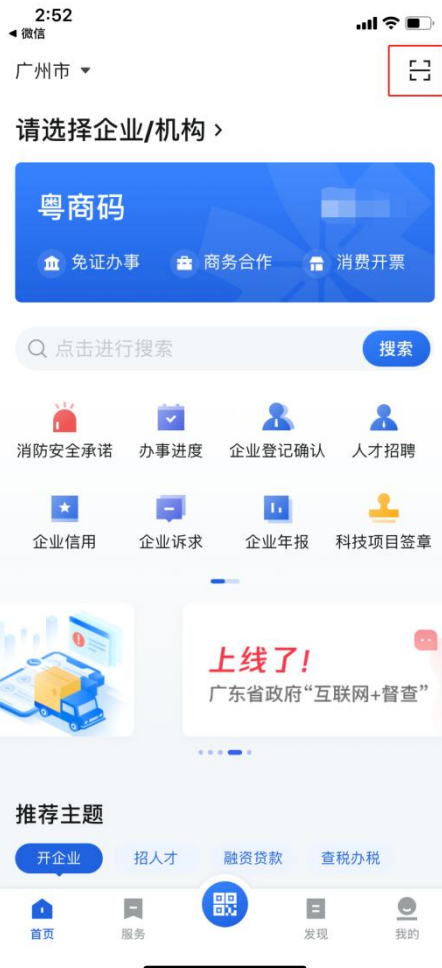 2:52
◀ 微信
广州市
请选择企业/机构 ›
粤商码
免证办事 商务合作 消费开票
点击进行搜索 搜索
消防安全承诺 办事进度 企业登记确认 人才招聘
企业信用 企业诉求 企业年报 科技项目签章
上线了!
广东省政府“互联网+督查”
推荐主题
开企业 招人才 融资贷款 查税办税
首页 服务 发现 我的